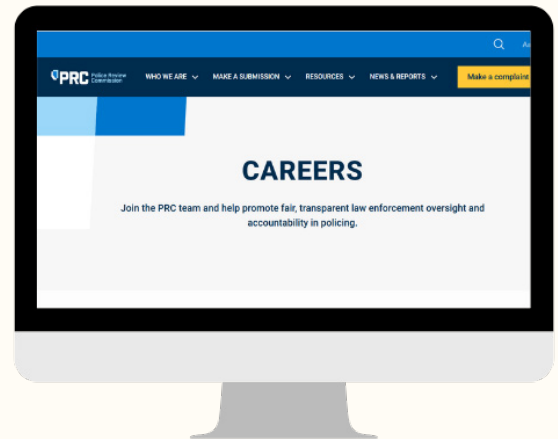 PRC Police Review Commission
WHO WE ARE MAKE A SUBMISSION RESOURCES NEWS & REPORTS Make a complaint
CAREERS
Join the PRC team and help promote fair, transparent law enforcement oversight and
accountability in policing.